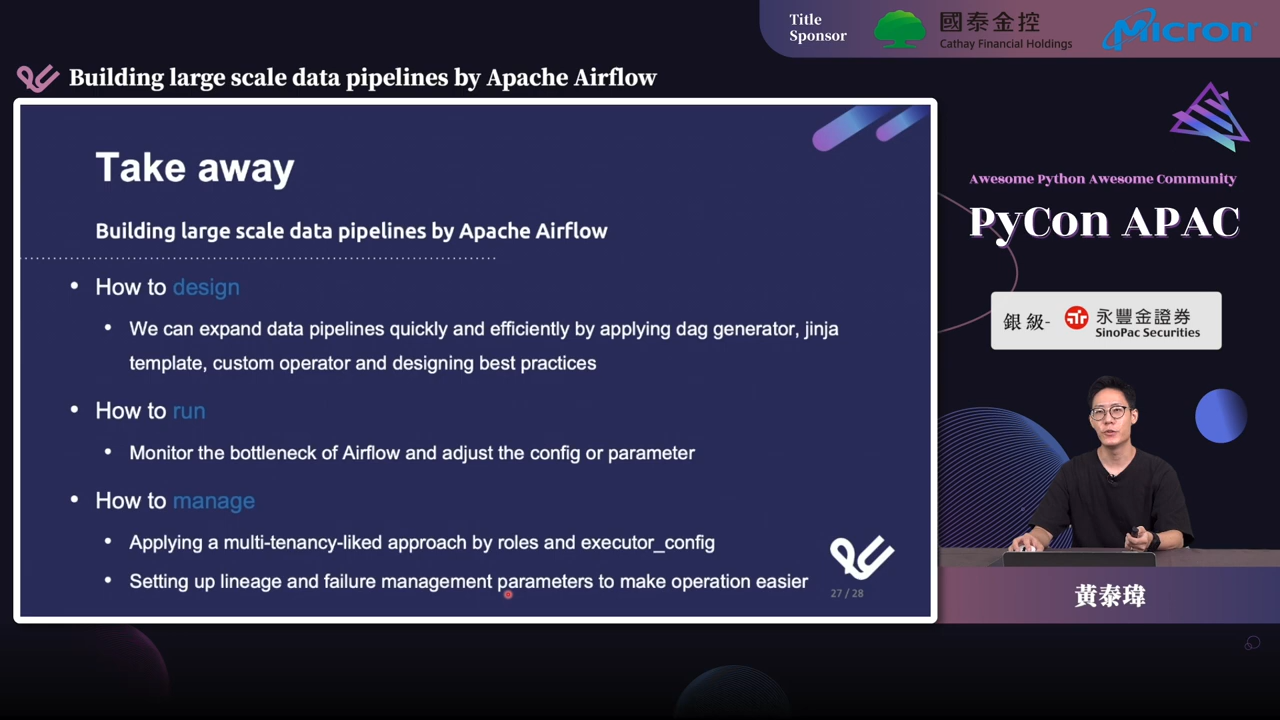 Title
Sponsor
國泰金控
Cathay Financial Holdings
Micron
Building large scale data pipelines by Apache Airflow
Take away
Building large scale data pipelines by Apache Airflow
• How to design
• We can expand data pipelines quickly and efficiently by applying dag generator, jinja
template, custom operator and designing best practices
• How to run
• Monitor the bottleneck of Airflow and adjust the config or parameter
• How to manage
• Applying a multi-tenancy-liked approach by roles and executor_config
• Setting up lineage and failure management parameters to make operation easier
27 / 28
Awesome Python Awesome Community
PyCon APAC
銀級-
永豐金證券
SinoPac Securities
黃泰瑋